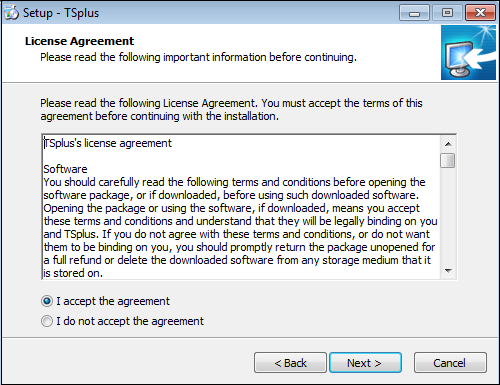 Setup - TSplus
License Agreement
Please read the following important information before continuing.
Please read the following License Agreement. You must accept the terms of this
agreement before continuing with the installation.
TSplus's license agreement
Software
You should carefully read the following terms and conditions before opening the
software package, or if downloaded, before using such downloaded software.
Opening the package or using the software, if downloaded, means you accept
these terms and conditions and understand that they will be legally binding on you
and TSplus. If you do not agree with these terms and conditions, or do not want
them to be binding on you, you should promptly return the package unopened for
a full refund or delete the downloaded software from any storage medium that it
is stored on.
I accept the agreement
I do not accept the agreement
< Back
Next >
Cancel